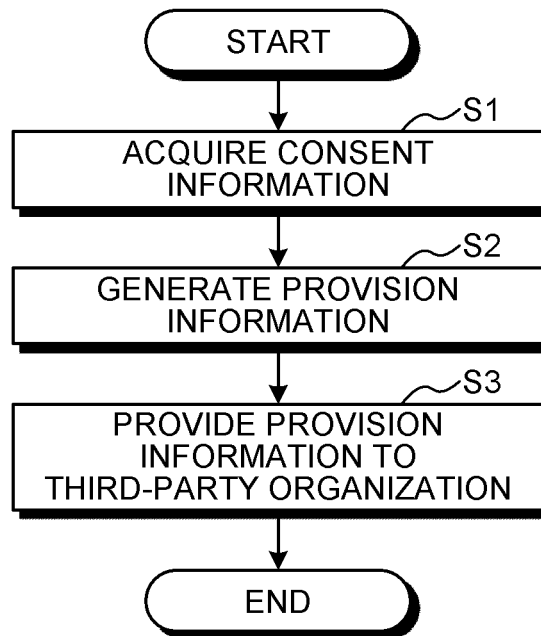 START
S1
ACQUIRE CONSENT
INFORMATION
S2
GENERATE PROVISION
INFORMATION
S3
PROVIDE PROVISION
INFORMATION TO
THIRD-PARTY ORGANIZATION
END